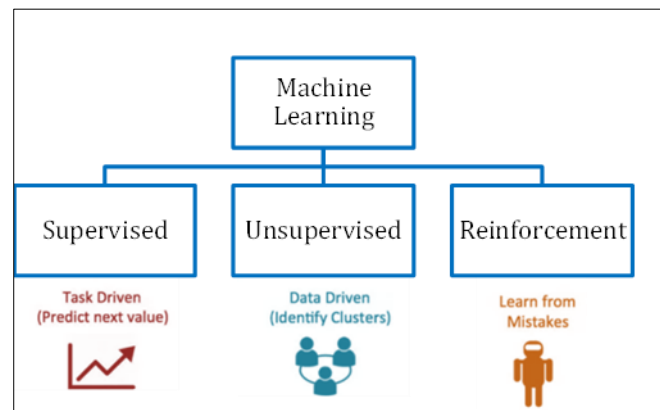 Machine
Learning
Supervised
Unsupervised
Reinforcement
Task Driven
(Predict next value)
Data Driven
(Identify Clusters)
Learn from
Mistakes